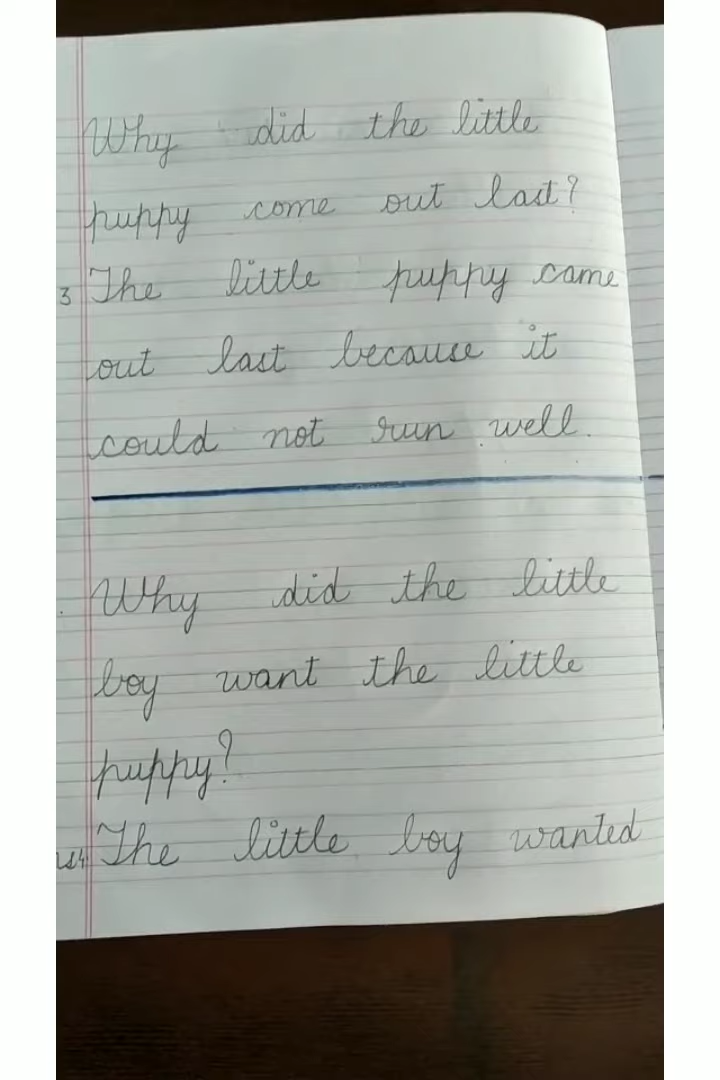 Why did the little
puppy come out last?
3 The little puppy came
out last because it
could not run well.
Why did the little
boy want the little
puppy?
The little boy wanted